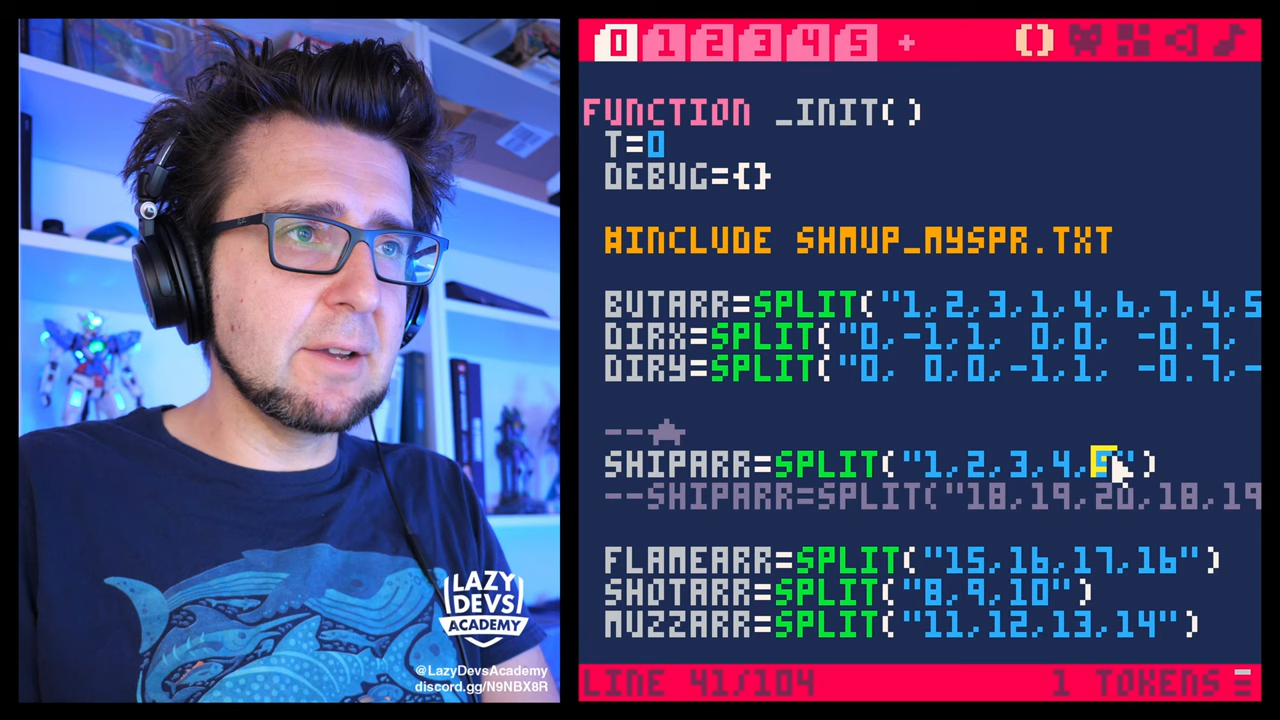 0 1 2 3 4 5 +
FUNCTION _INIT()
T=0
DEBUG={}
#INCLUDE SHMUP_MYSPR.TXT
BUTARR=SPLIT("1,2,3,1,4,6,7,4,5
DIRX=SPLIT("0,-1,1, 0,0, -0.7,
DIRY=SPLIT("0, 0,0,-1,1, -0.7,-
--
SHIPARR=SPLIT("1,2,3,4,5")
--SHIPARR=SPLIT("18,19,20,18,19
FLAMEARR=SPLIT("15,16,17,16")
SHOTARR=SPLIT("8,9,10")
MUZZARR=SPLIT("11,12,13,14")
LINE 41/104
1 TOKENS
LAZY
DEVS
ACADEMY
@LazyDevsAcademy
discord.gg/N9NBX8R